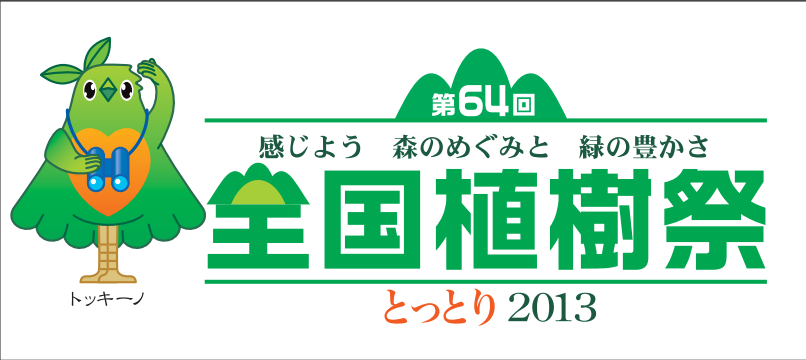 第64回
感じよう 森のめぐみと 緑の豊かさ
全国植樹祭
とっとり 2013
トッキーノ